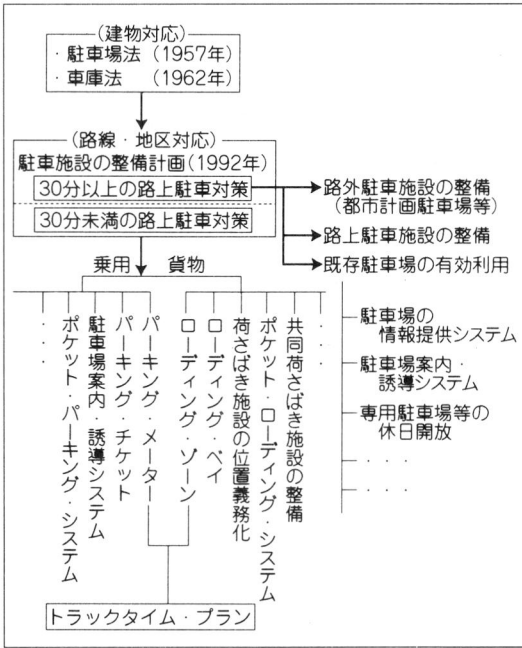 (建物対応)
・駐車場法(1957年)
・車庫法 (1962年)
(路線・地区対応)
駐車施設の整備計画(1992年)
30分以上の路上駐車対策
30分未満の路上駐車対策
路外駐車施設の整備
(都市計画駐車場等)
路上駐車施設の整備
既存駐車場の有効利用
乗用 貨物
・・・
ポケット・パーキング・システム
駐車場案内・誘導システム
パーキング・チケット
パーキング・メーター
ローディング・ゾーン
ローディング・ベイ
荷さばき施設の位置義務化
ポケット・ローディング・システム
共同荷さばき施設の整備
・・・
駐車場の
情報提供システム
駐車場案内・
誘導システム
専用駐車場等の
休日開放
・・・・
・・・・
トラックタイム・プラン